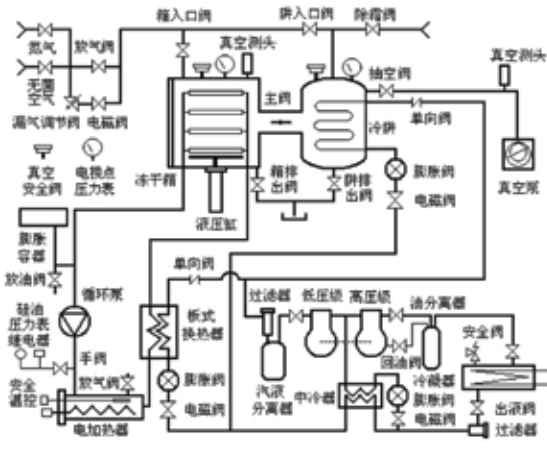 箱入口阀
阱入口阀
除霜阀
氮气
放气阀
无菌
空气
漏气调节阀
电磁阀
真空测头
真空测头
主阀
抽空阀
单向阀
冷阱
真空
安全阀
电接点
压力表
冻干箱
液压缸
箱排
出阀
阱排
出阀
膨胀阀
电磁阀
真空泵
膨胀
容器
放油阀
循环泵
单向阀
过滤器
低压级
高压级
油分离器
硅油
压力表
继电器
板式
换热器
安全阀
手阀
回油阀
安全
温控
放气阀
膨胀阀
汽液
分离器
中冷器
冷凝器
膨胀阀
电磁阀
电磁阀
出液阀
电加热器
过滤器